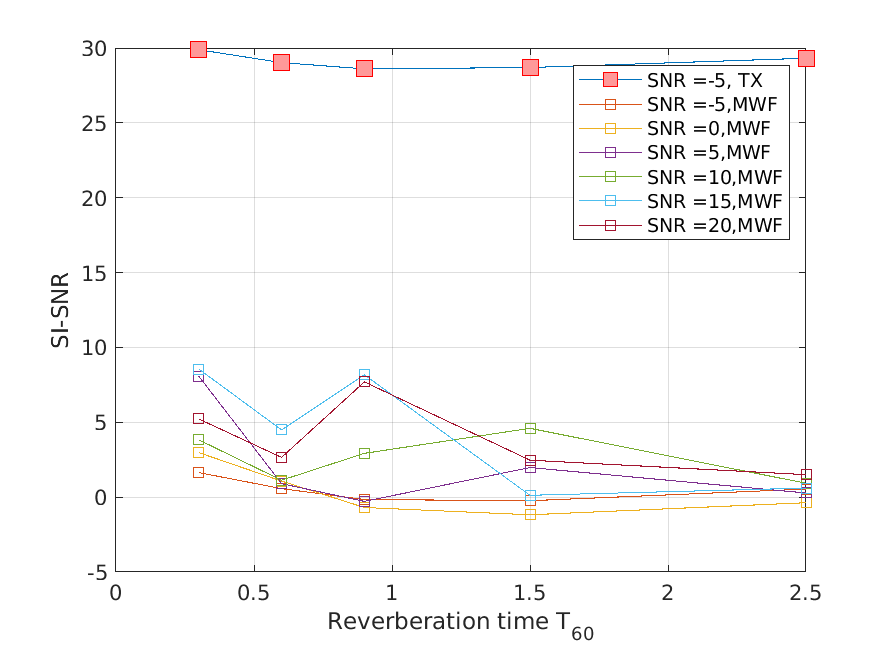 30
25
20
15
10
5
0
-5
SI-SNR
SNR =-5, TX
SNR =-5,MWF
SNR =0,MWF
SNR =5,MWF
SNR =10,MWF
SNR =15,MWF
SNR =20,MWF
0 0.5 1 1.5 2 2.5
Reverberation time T60